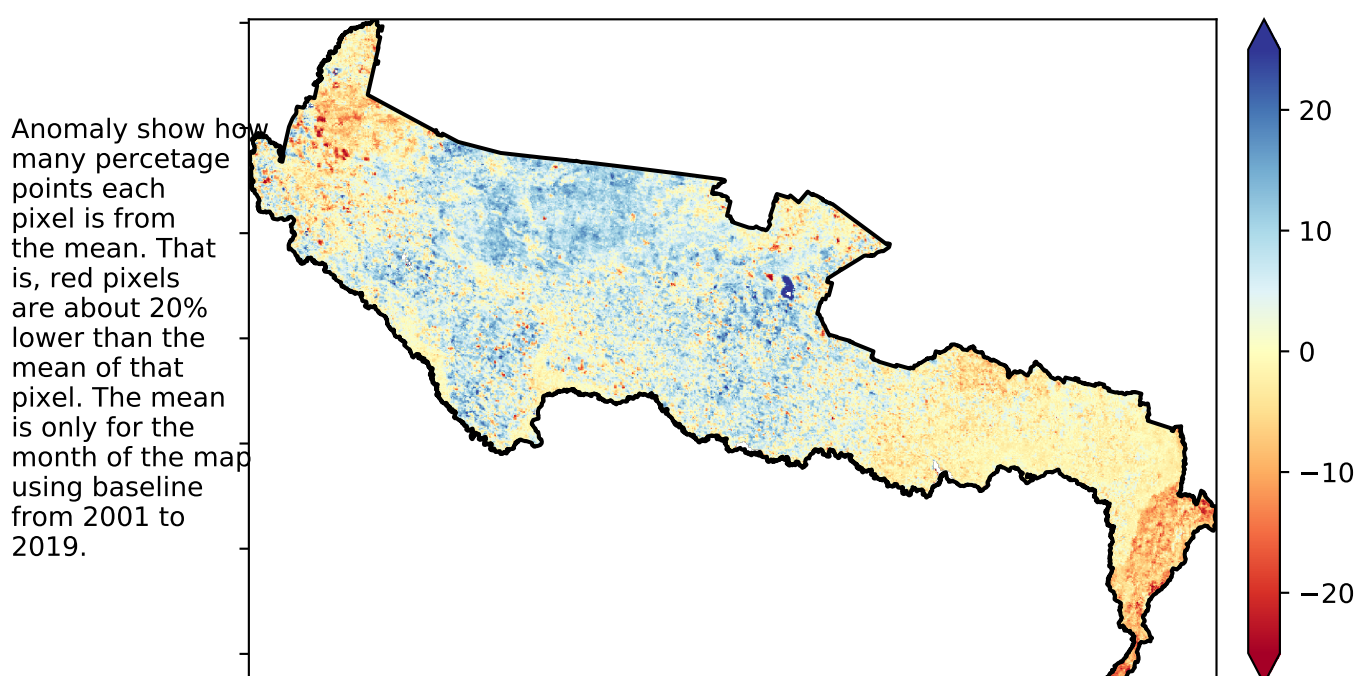 Anomaly show how
many percetage
points each
pixel is from
the mean. That
is, red pixels
are about 20%
lower than the
mean of that
pixel. The mean
is only for the
month of the map
using baseline
from 2001 to
2019.
20
10
0
−10
−20